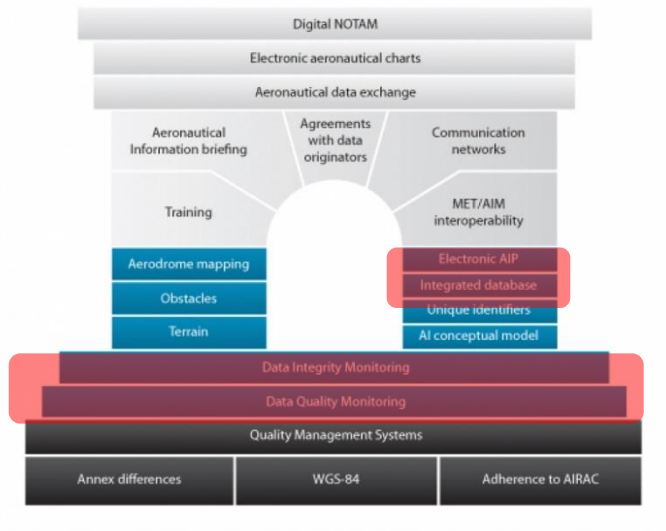 Digital NOTAM
Electronic aeronautical charts
Aeronautical data exchange
Aeronautical
Information briefing
Agreements
with data
originators
Communication
networks
Training
MET/AIM
interoperability
Aerodrome mapping
Obstacles
Terrain
Electronic AIP
Integrated database
Unique identifiers
AI conceptual model
Data Integrity Monitoring
Data Quality Monitoring
Quality Management Systems
Annex differences
WGS-84
Adherence to AIRAC